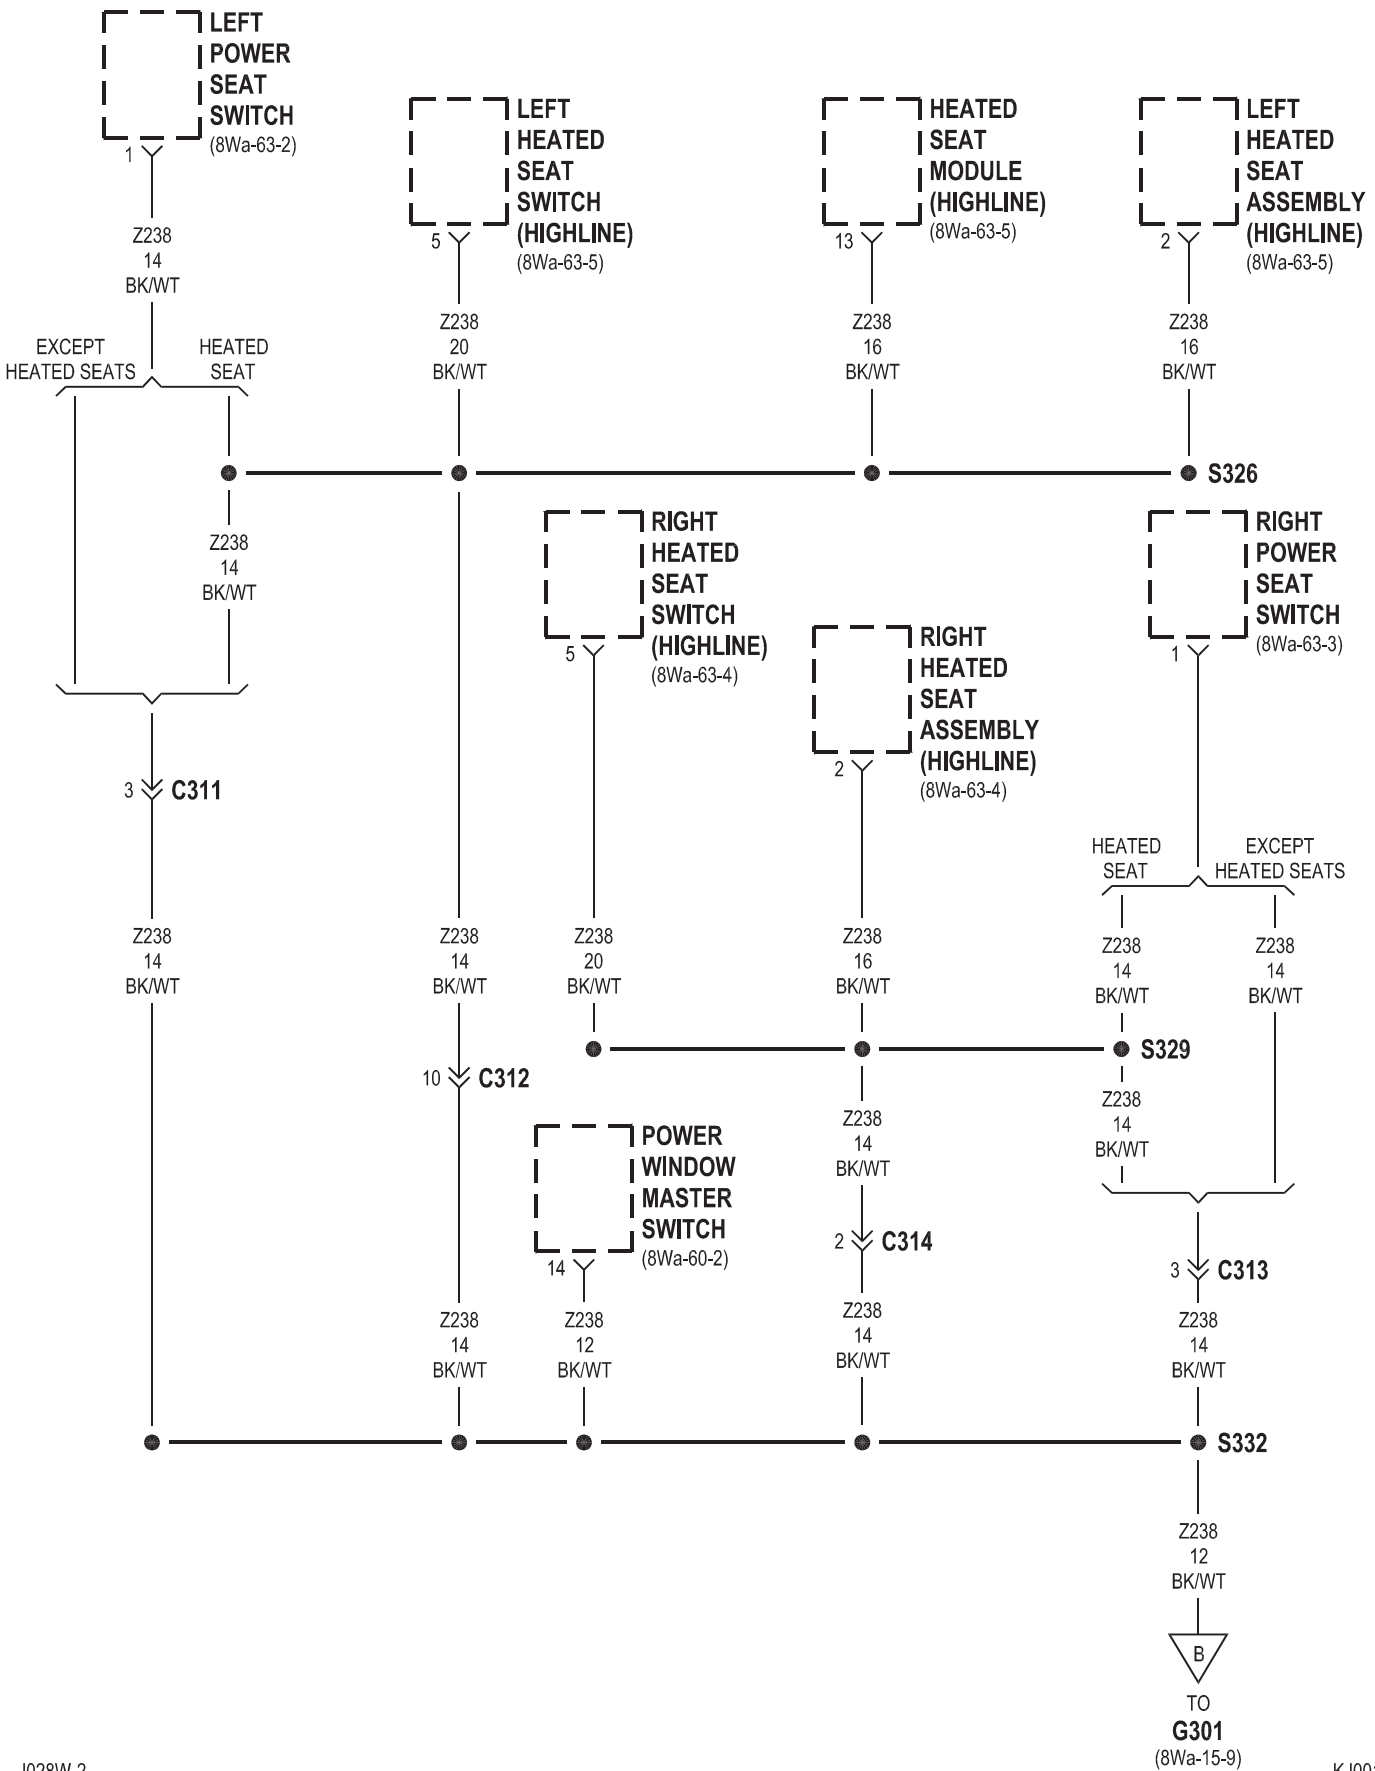 LEFT
POWER
SEAT
SWITCH
(8Wa-63-2)
1
LEFT
HEATED
SEAT
SWITCH
(HIGHLINE)
(8Wa-63-5)
5
HEATED
SEAT
MODULE
(HIGHLINE)
(8Wa-63-5)
13
LEFT
HEATED
SEAT
ASSEMBLY
(HIGHLINE)
(8Wa-63-5)
2
Z238
14
BK/WT
Z238
20
BK/WT
Z238
16
BK/WT
Z238
16
BK/WT
EXCEPT
HEATED SEATS
HEATED
SEAT
S326
Z238
14
BK/WT
RIGHT
HEATED
SEAT
SWITCH
(HIGHLINE)
(8Wa-63-4)
5
RIGHT
HEATED
SEAT
ASSEMBLY
(HIGHLINE)
(8Wa-63-4)
2
RIGHT
POWER
SEAT
SWITCH
(8Wa-63-3)
1
3 C311
HEATED
SEAT
EXCEPT
HEATED SEATS
Z238
14
BK/WT
Z238
14
BK/WT
Z238
20
BK/WT
Z238
16
BK/WT
Z238
14
BK/WT
Z238
14
BK/WT
S329
10 C312
Z238
14
BK/WT
Z238
14
BK/WT
POWER
WINDOW
MASTER
SWITCH
(8Wa-60-2)
14
2 C314
3 C313
Z238
14
BK/WT
Z238
12
BK/WT
Z238
14
BK/WT
Z238
14
BK/WT
S332
Z238
12
BK/WT
B
TO
G301
(8Wa-15-9)